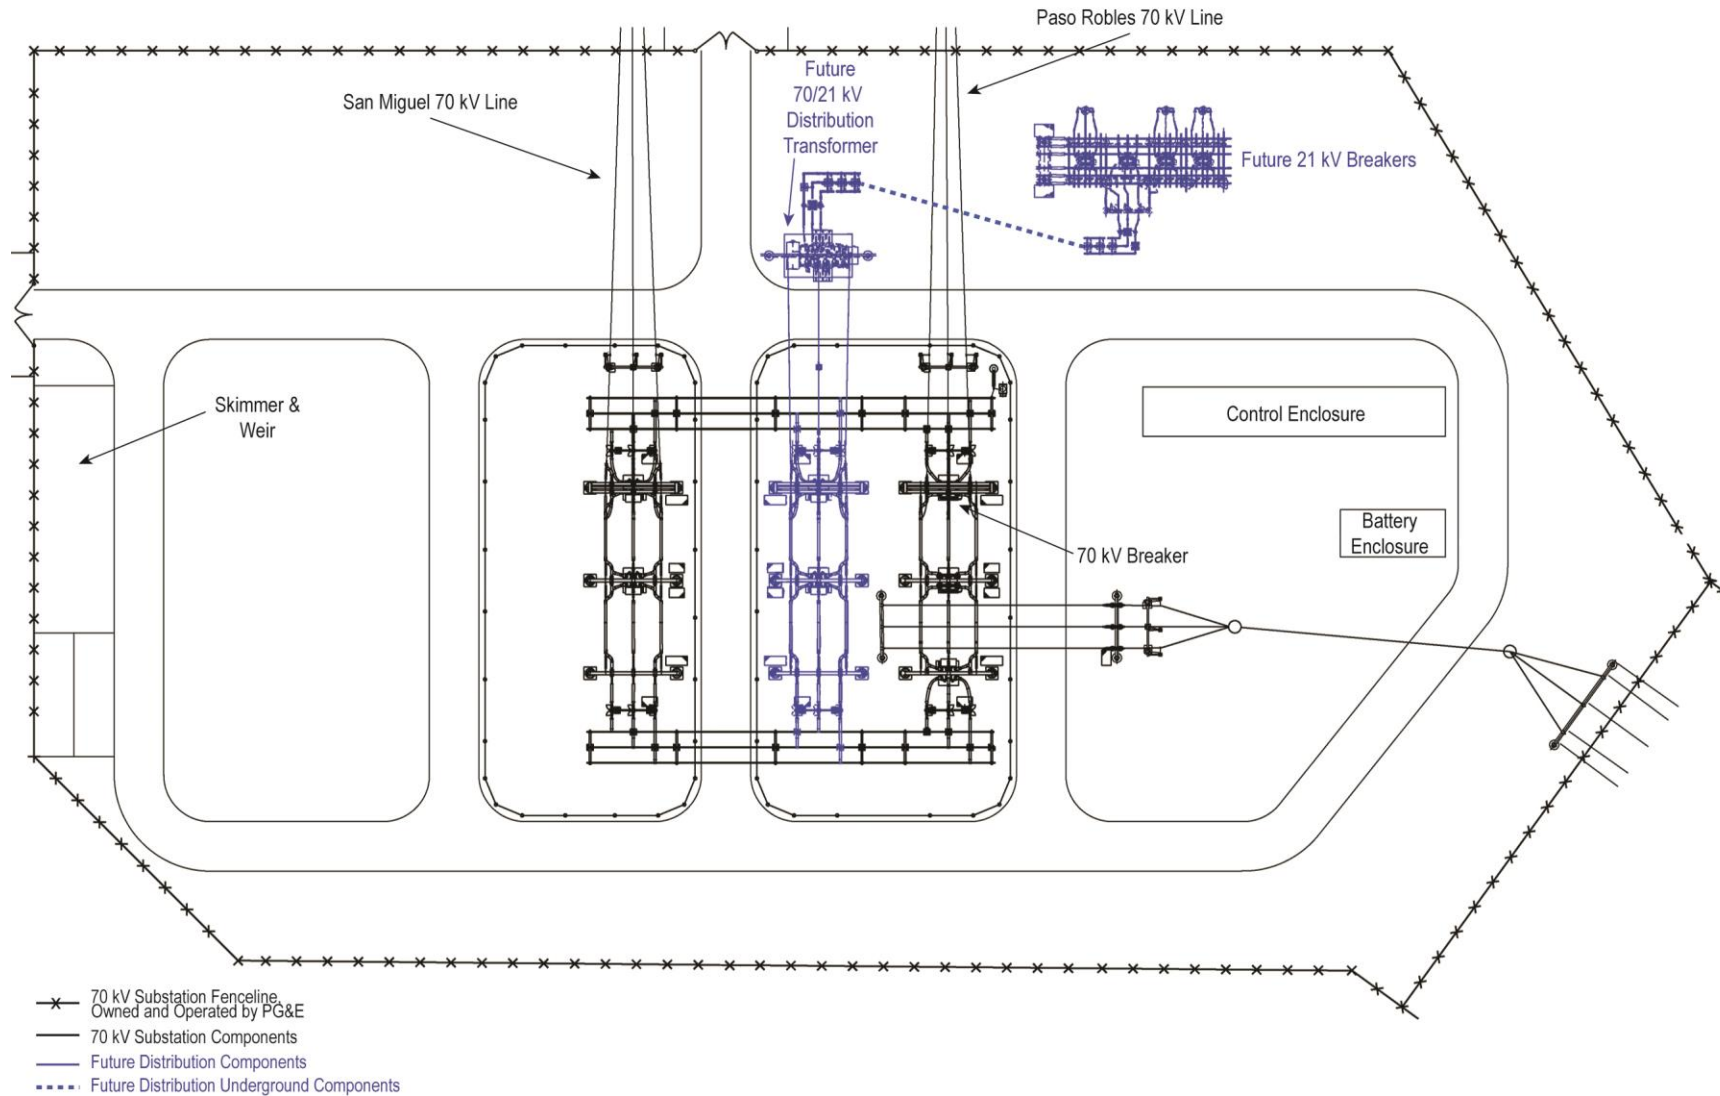 Paso Robles 70 kV Line
San Miguel 70 kV Line
Future
70/21 kV
Distribution
Transformer
Future 21 kV Breakers
Skimmer &
Weir
Control Enclosure
Battery
Enclosure
70 kV Breaker
70 kV Substation Fenceline,
Owned and Operated by PG&E
70 kV Substation Components
Future Distribution Components
Future Distribution Underground Components